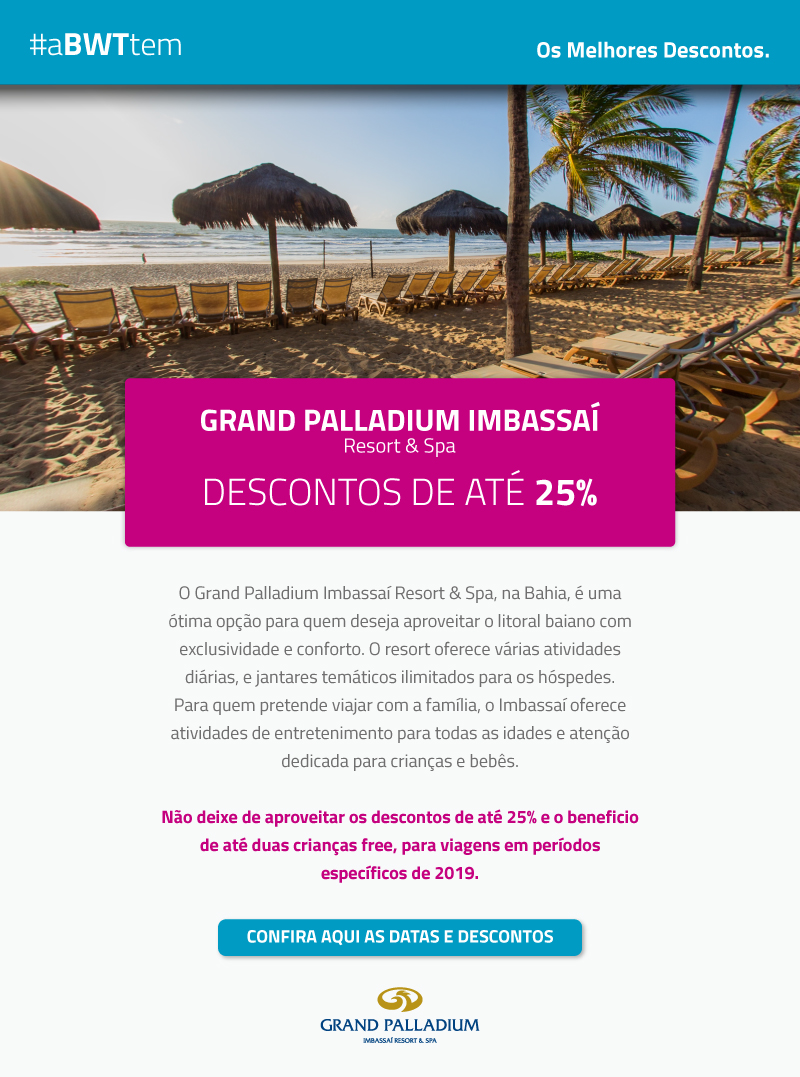 #aBWTtem
Os Melhores Descontos.
GRAND PALLADIUM IMBASSAÍ
Resort & Spa
DESCONTOS DE ATÉ 25%
O Grand Palladium Imbassaí Resort & Spa, na Bahia, é uma
ótima opção para quem deseja aproveitar o litoral baiano com
exclusividade e conforto. O resort oferece várias atividades
diárias, e jantares temáticos ilimitados para os hóspedes.
Para quem pretende viajar com a família, o Imbassaí oferece
atividades de entretenimento para todas as idades e atenção
dedicada para crianças e bebês.
Não deixe de aproveitar os descontos de até 25% e o beneficio
de até duas crianças free, para viagens em períodos
específicos de 2019.
CONFIRA AQUI AS DATAS E DESCONTOS
GRAND PALLADIUM
IMBASSAÍ RESORT & SPA